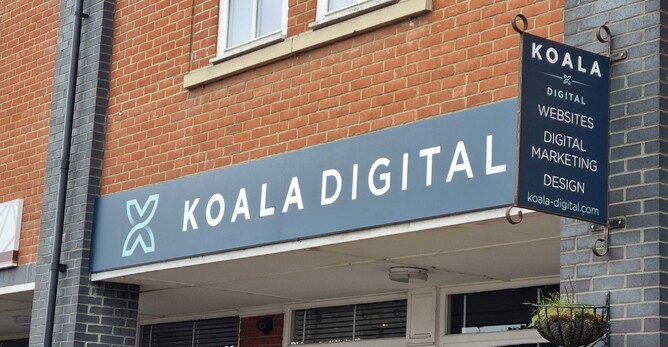 KOALA DIGITAL
KOALA
DIGITAL
WEBSITES
DIGITAL
MARKETING
DESIGN
koala-digital.com